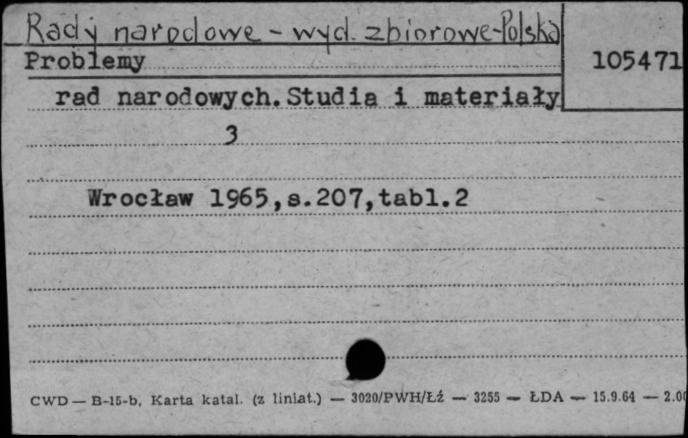 Rady narodowe - wyd. zbiorowe-Polska
Problemy
105471
rad narodowych. Studia i materiały
3
Wrocław 1965,s.207,tabl.2
CWD — B-15-b, Karta katal. (z liniat.) — 3020/PWH/Łź — 3255 — ŁDA — 15.9.64 — 2.00